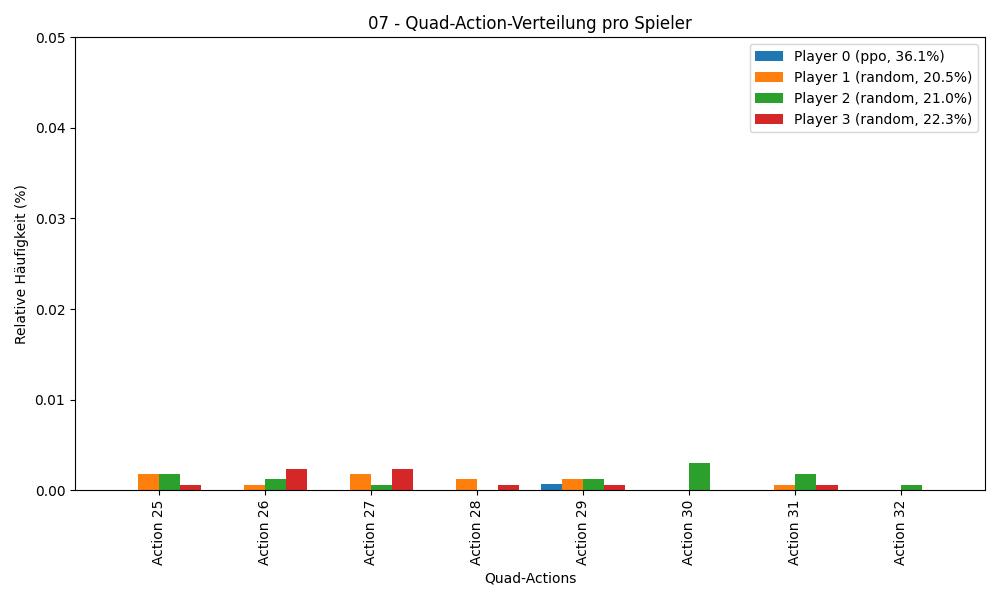 07 - Quad-Action-Verteilung pro Spieler
Player 0 (ppo, 36.1%)
Player 1 (random, 20.5%)
Player 2 (random, 21.0%)
Player 3 (random, 22.3%)
Relative Häufigkeit (%)
0.05
0.04
0.03
0.02
0.01
0.00
Action 25
Action 26
Action 27
Action 28
Action 29
Action 30
Action 31
Action 32
Quad-Actions